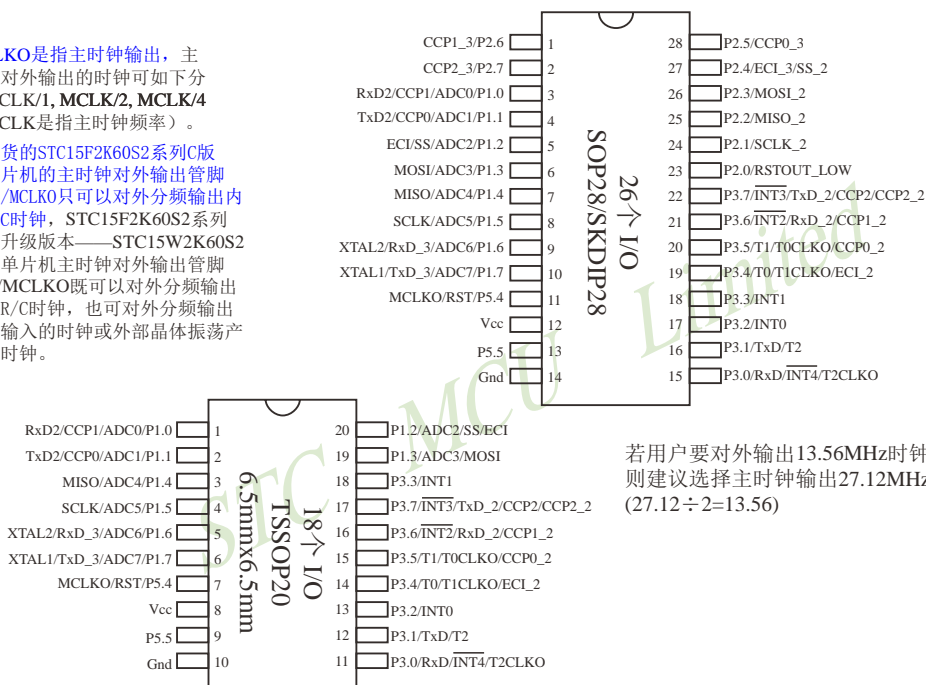 LKO是指主时钟输出，主
对外输出的时钟可如下分
CLK/1, MCLK/2, MCLK/4
CLK是指主时钟频率）。
货的STC15F2K60S2系列C版
片机的主时钟对外输出管脚
/MCLKO只可以对外分频输出内
C时钟，STC15F2K60S2系列
升级版本——STC15W2K60S2
单片机主时钟对外输出管脚
/MCLKO既可以对外分频输出
R/C时钟，也可对外分频输出
输入的时钟或外部晶体振荡产
时钟。
CCP1_3/P2.6 1 28 P2.5/CCP0_3
CCP2_3/P2.7 2 27 P2.4/ECI_3/SS_2
RxD2/CCP1/ADC0/P1.0 3 26 P2.3/MOSI_2
TxD2/CCP0/ADC1/P1.1 4 25 P2.2/MISO_2
ECI/SS/ADC2/P1.2 5 24 P2.1/SCLK_2
MOSI/ADC3/P1.3 6 23 P2.0/RSTOUT_LOW
MISO/ADC4/P1.4 7 22 P3.7/INT3/TxD_2/CCP2/CCP2_2
SCLK/ADC5/P1.5 8 21 P3.6/INT2/RxD_2/CCP1_2
XTAL2/RxD_3/ADC6/P1.6 9 20 P3.5/T1/T0CLKO/CCP0_2
XTAL1/TxD_3/ADC7/P1.7 10 19 P3.4/T0/T1CLKO/ECI_2
MCLKO/RST/P5.4 11 18 P3.3/INT1
Vcc 12 17 P3.2/INT0
P5.5 13 16 P3.1/TxD/T2
Gnd 14 15 P3.0/RxD/INT4/T2CLKO
26个 I/O
SOP28/SKDIP28
RxD2/CCP1/ADC0/P1.0 1 20 P1.2/ADC2/SS/ECI
TxD2/CCP0/ADC1/P1.1 2 19 P1.3/ADC3/MOSI
MISO/ADC4/P1.4 3 18 P3.3/INT1
SCLK/ADC5/P1.5 4 17 P3.7/INT3/TxD_2/CCP2/CCP2_2
XTAL2/RxD_3/ADC6/P1.6 5 16 P3.6/INT2/RxD_2/CCP1_2
XTAL1/TxD_3/ADC7/P1.7 6 15 P3.5/T1/T0CLKO/CCP0_2
MCLKO/RST/P5.4 7 14 P3.4/T0/T1CLKO/ECI_2
Vcc 8 13 P3.2/INT0
P5.5 9 12 P3.1/TxD/T2
Gnd 10 11 P3.0/RxD/INT4/T2CLKO
18个 I/O
TSSOP20
6.5mmx6.5mm
若用户要对外输出13.56MHz时钟
则建议选择主时钟输出27.12MHz
(27.12÷2=13.56)
STC MCU Limited